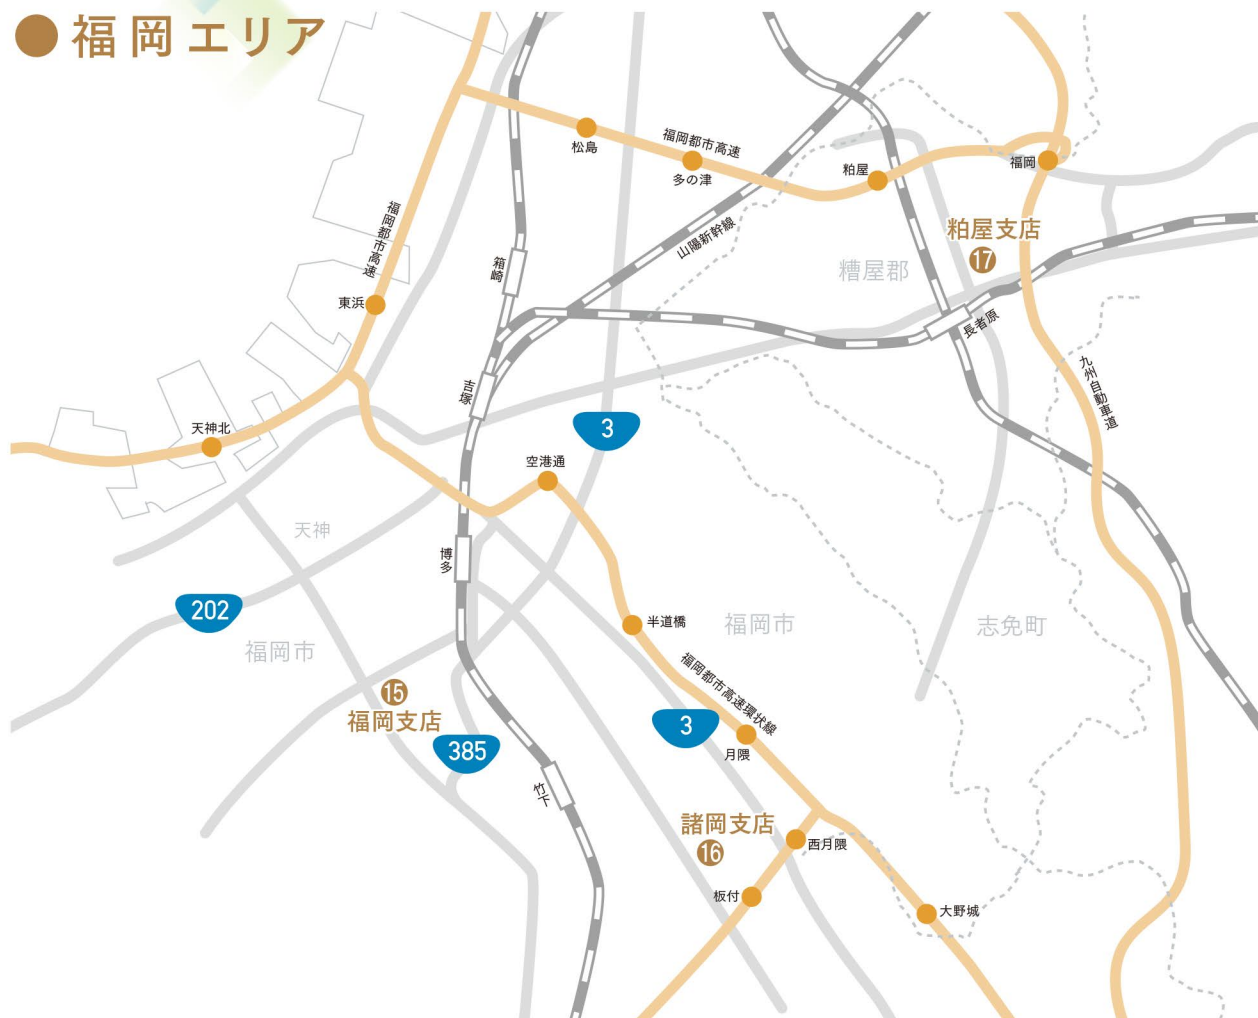 福岡エリア
松島
福岡都市高速
多の津
粕屋
福岡
福岡都市高速
山陽新幹線
粕屋支店
17
箱崎
糟屋郡
東浜
長者原
九州自動車道
吉塚
天神北
3
空港通
天神
博多
202
半道橋
福岡市
志免町
福岡市
福岡都市高速環状線
15
福岡支店
3
385
月隈
竹下
諸岡支店
16
西月隈
板付
大野城